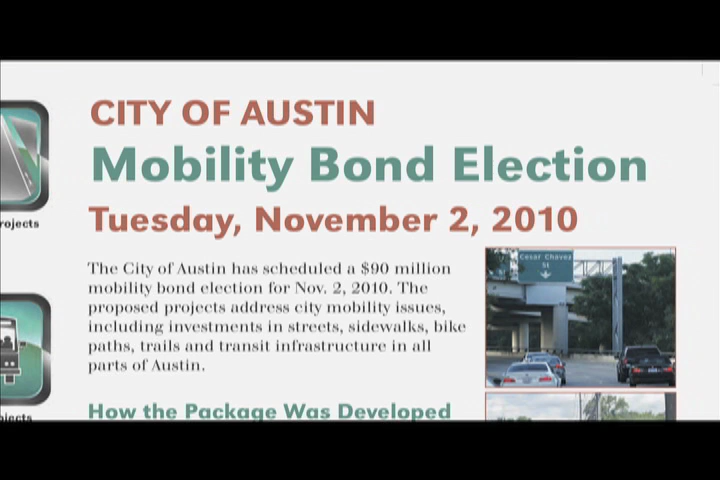 CITY OF AUSTIN
Mobility Bond Election
Tuesday, November 2, 2010
The City of Austin has scheduled a $90 million
mobility bond election for Nov. 2, 2010. The
proposed projects address city mobility issues,
including investments in streets, sidewalks, bike
paths, trails and transit infrastructure in all
parts of Austin.
How the Package Was Developed
Cesar Chavez
St
rojects